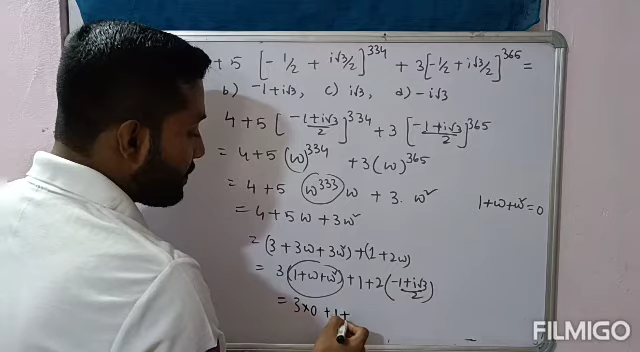 + 5 [- 1/2 + i√3/2]^334 + 3[-1/2 + i√3/2]^365 =
b) -1+i√3, c) i√3, d) -i√3
4+5[(-1+i√3)/2]^334 + 3[(-1+i√3)/2]^365
= 4+5 (ω)^334 + 3(ω)^365
= 4+5 (ω^333)ω + 3. ω²
1+ω+ω²=0
= 4+5ω+3ω²
= (3+3ω+3ω²)+(1+2ω)
= 3(1+ω+ω²)+1+2((-1+i√3)/2)
= 3×0 +1+
FILMIGO